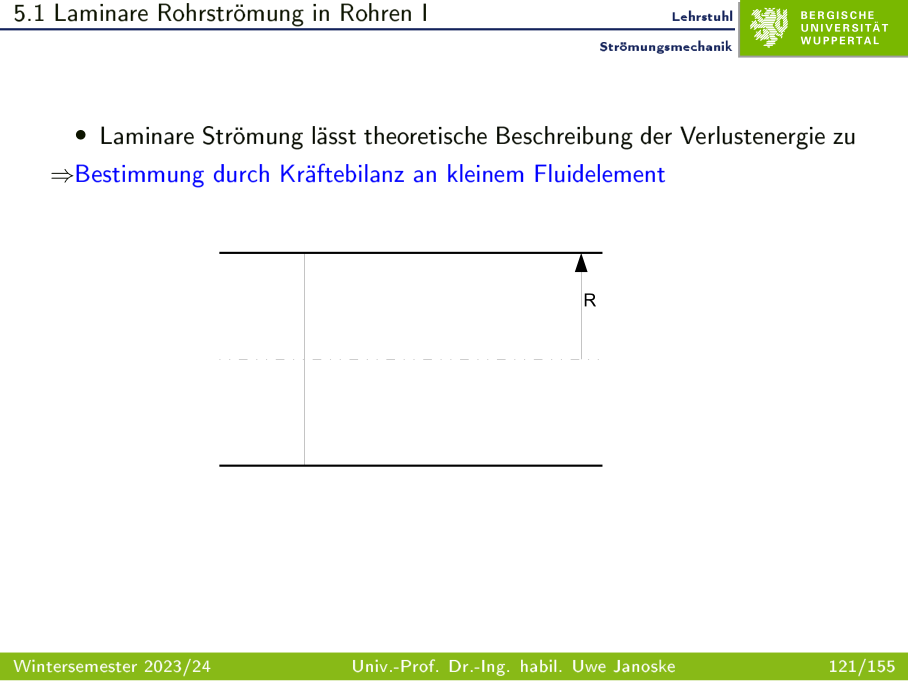 5.1 Laminare Rohrströmung in Rohren I
Lehrstuhl
Strömungsmechanik
BERGISCHE
UNIVERSITÄT
WUPPERTAL
• Laminare Strömung lässt theoretische Beschreibung der Verlustenergie zu
⇒Bestimmung durch Kräftebilanz an kleinem Fluidelement
R
Wintersemester 2023/24
Univ.-Prof. Dr.-Ing. habil. Uwe Janoske
121/155